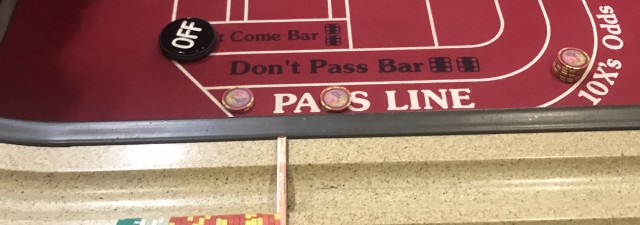 OFF
't Come Bar
Don't Pass Bar
PASS LINE
10X's Odds